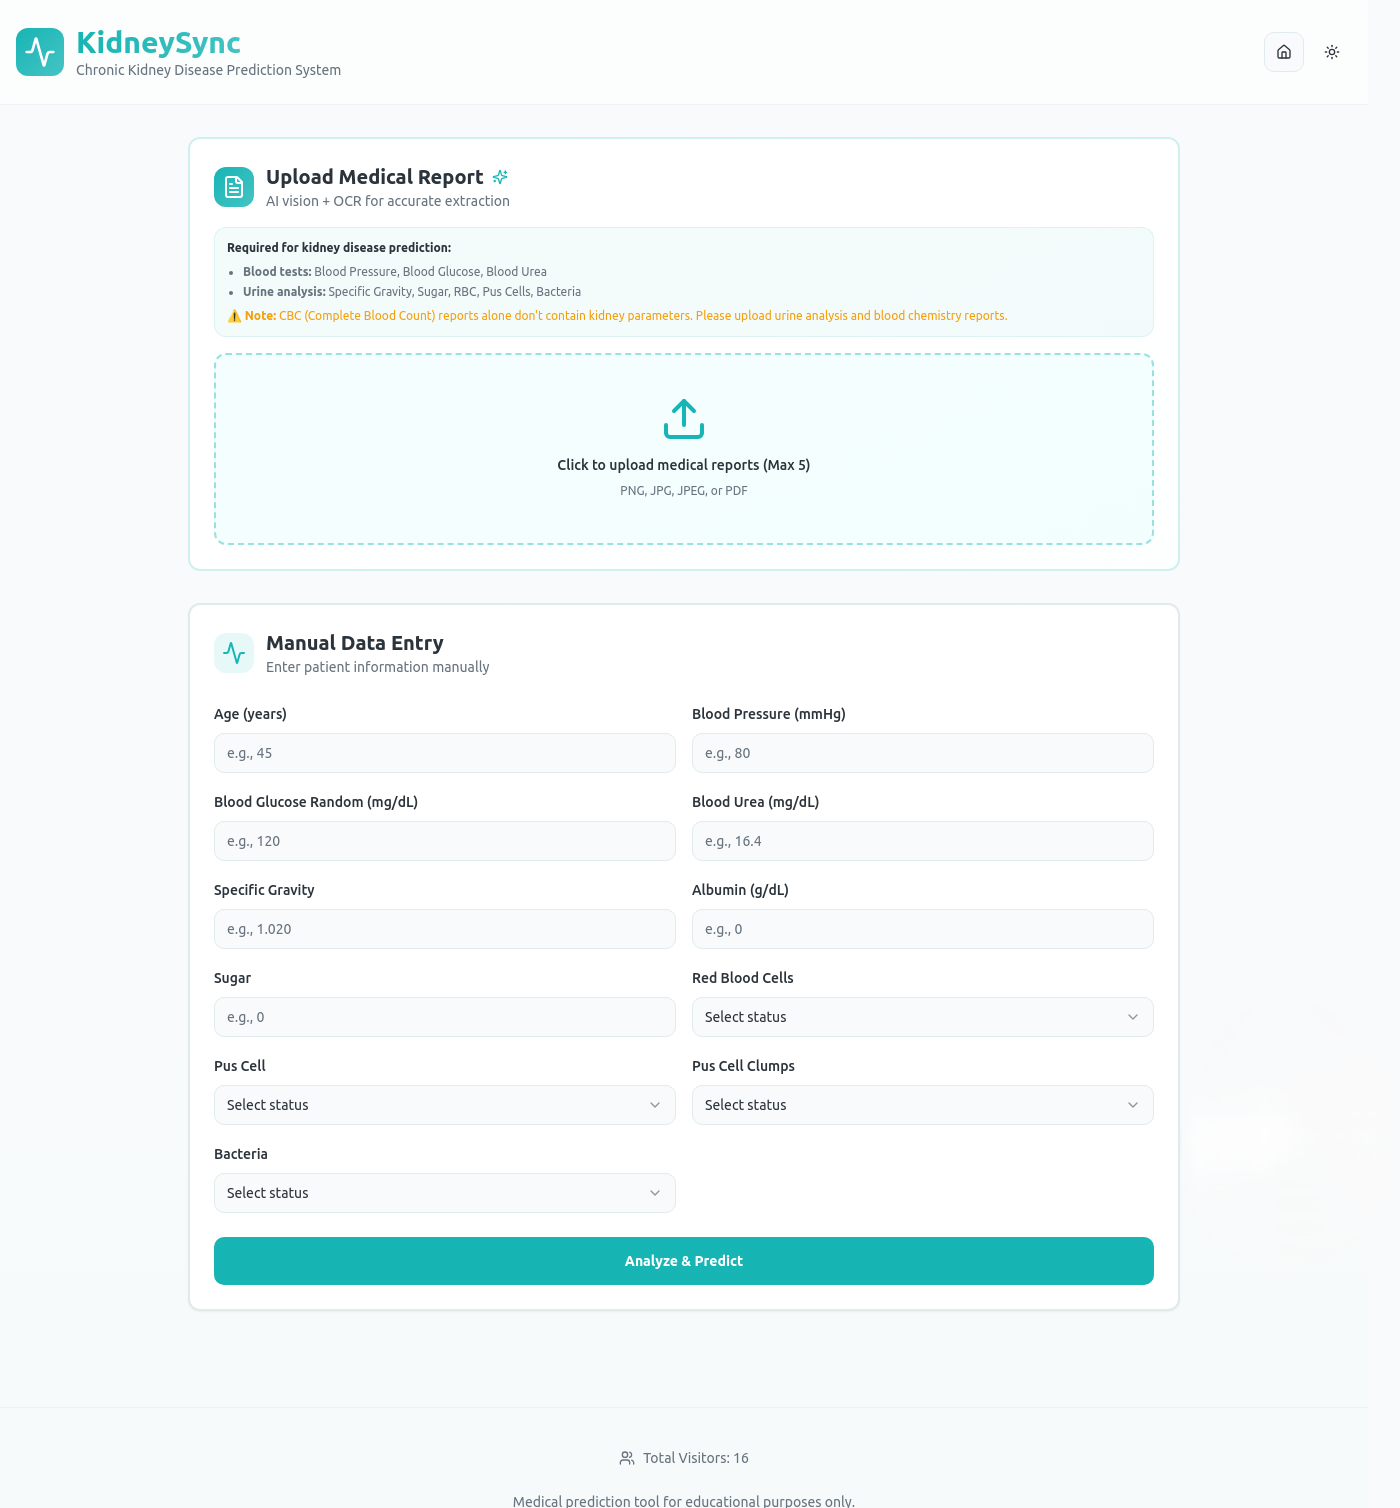 KidneySync
Chronic Kidney Disease Prediction System
Upload Medical Report
AI vision + OCR for accurate extraction
Required for kidney disease prediction:
• Blood tests: Blood Pressure, Blood Glucose, Blood Urea
• Urine analysis: Specific Gravity, Sugar, RBC, Pus Cells, Bacteria
⚠️ Note: CBC (Complete Blood Count) reports alone don't contain kidney parameters. Please upload urine analysis and blood chemistry reports.
Click to upload medical reports (Max 5)
PNG, JPG, JPEG, or PDF
Manual Data Entry
Enter patient information manually
Age (years)
e.g., 45
Blood Pressure (mmHg)
e.g., 80
Blood Glucose Random (mg/dL)
e.g., 120
Blood Urea (mg/dL)
e.g., 16.4
Specific Gravity
e.g., 1.020
Albumin (g/dL)
e.g., 0
Sugar
e.g., 0
Red Blood Cells
Select status
Pus Cell
Select status
Pus Cell Clumps
Select status
Bacteria
Select status
Analyze & Predict
Total Visitors: 16
Medical prediction tool for educational purposes only.